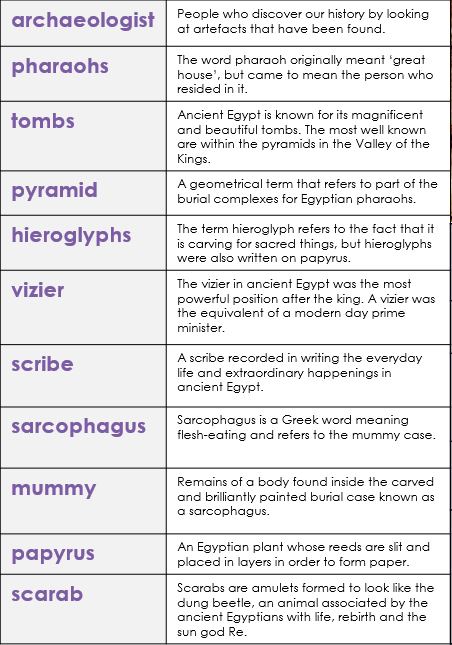 archaeologist
People who discover our history by looking
at artefacts that have been found.
pharaohs
The word pharaoh originally meant ‘great
house’, but came to mean the person who
resided in it.
tombs
Ancient Egypt is known for its magnificent
and beautiful tombs. The most well known
are within the pyramids in the Valley of the
Kings.
pyramid
A geometrical term that refers to part of the
burial complexes for Egyptian pharaohs.
hieroglyphs
The term hieroglyph refers to the fact that it
is carving for sacred things, but hieroglyphs
were also written on papyrus.
vizier
The vizier in ancient Egypt was the most
powerful position after the king. A vizier was
the equivalent of a modern day prime
minister.
scribe
A scribe recorded in writing the everyday
life and extraordinary happenings in
ancient Egypt.
sarcophagus
Sarcophagus is a Greek word meaning
flesh-eating and refers to the mummy case.
mummy
Remains of a body found inside the carved
and brilliantly painted burial case known as
a sarcophagus.
papyrus
An Egyptian plant whose reeds are slit and
placed in layers in order to form paper.
scarab
Scarabs are amulets formed to look like the
dung beetle, an animal associated by the
ancient Egyptians with life, rebirth and the
sun god Re.